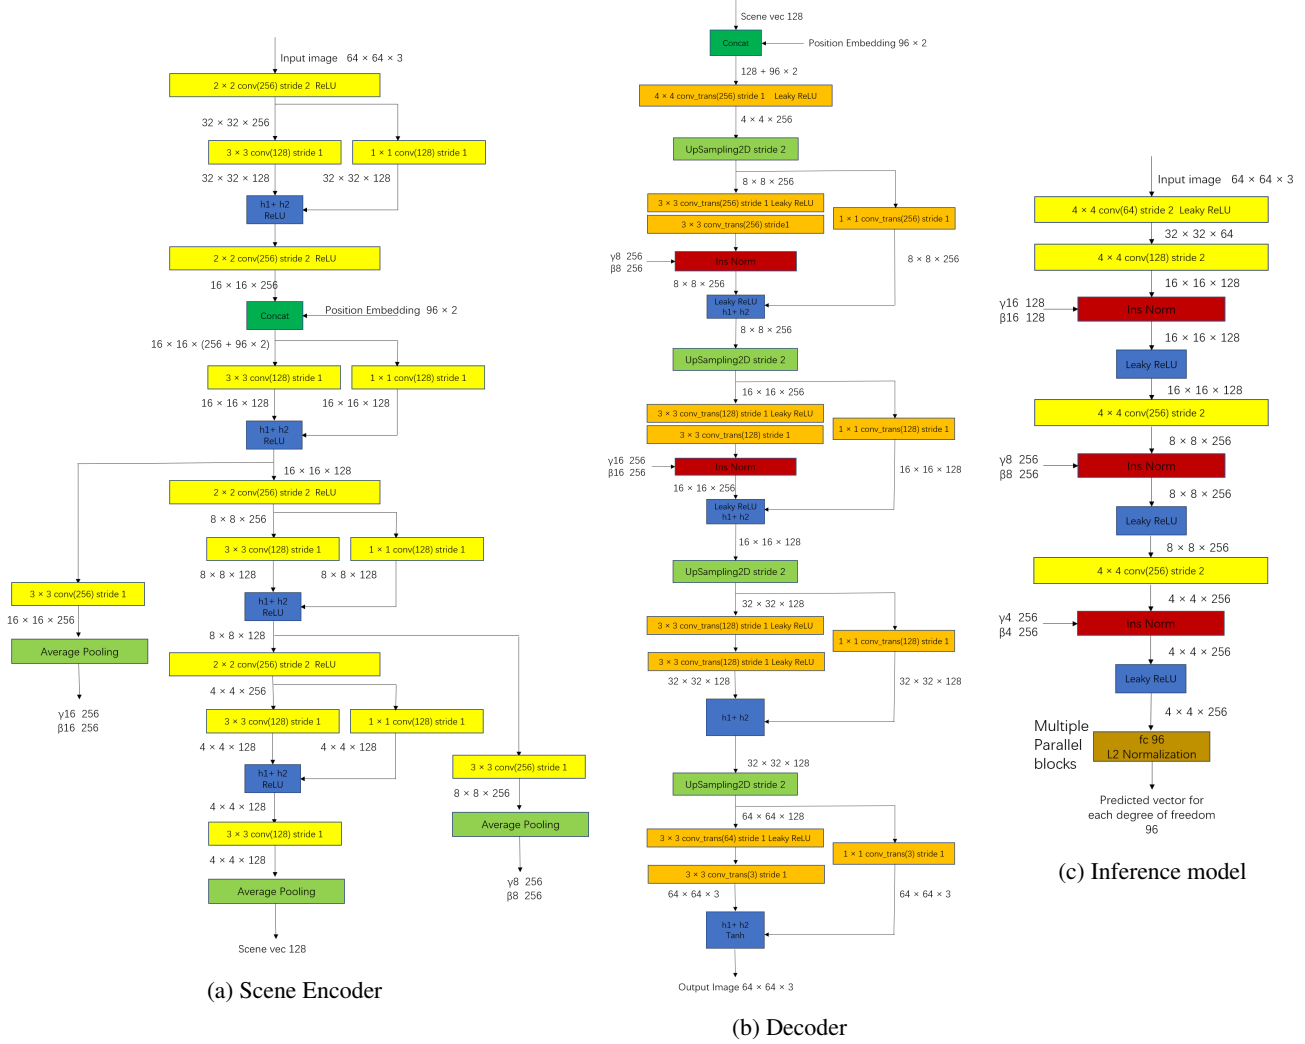 Input image 64 × 64 × 3
2 × 2 conv(256) stride 2 ReLU
32 × 32 × 256
3 × 3 conv(128) stride 1
1 × 1 conv(128) stride 1
32 × 32 × 128
32 × 32 × 128
h1+ h2
ReLU
2 × 2 conv(256) stride 2 ReLU
16 × 16 × 256
Concat
Position Embedding 96 × 2
16 × 16 × (256 + 96 × 2)
3 × 3 conv(128) stride 1
1 × 1 conv(128) stride 1
16 × 16 × 128
16 × 16 × 128
h1+ h2
ReLU
16 × 16 × 128
2 × 2 conv(256) stride 2 ReLU
8 × 8 × 256
3 × 3 conv(128) stride 1
1 × 1 conv(128) stride 1
8 × 8 × 128
8 × 8 × 128
h1+ h2
ReLU
3 × 3 conv(256) stride 1
16 × 16 × 256
Average Pooling
γ16 256
β16 256
8 × 8 × 128
2 × 2 conv(256) stride 2 ReLU
4 × 4 × 256
3 × 3 conv(128) stride 1
1 × 1 conv(128) stride 1
4 × 4 × 128
4 × 4 × 128
h1+ h2
ReLU
4 × 4 × 128
3 × 3 conv(128) stride 1
4 × 4 × 128
Average Pooling
Scene vec 128
3 × 3 conv(256) stride 1
8 × 8 × 256
Average Pooling
γ8 256
β8 256
(a) Scene Encoder
Scene vec 128
Concat
Position Embedding 96 × 2
128 + 96 × 2
4 × 4 conv_trans(256) stride 1 Leaky ReLU
4 × 4 × 256
UpSampling2D stride 2
8 × 8 × 256
3 × 3 conv_trans(256) stride 1 Leaky ReLU
3 × 3 conv_trans(256) stride1
1 × 1 conv_trans(256) stride 1
γ8 256
β8 256
Ins Norm
8 × 8 × 256
8 × 8 × 256
Leaky ReLU
h1+ h2
8 × 8 × 256
UpSampling2D stride 2
16 × 16 × 256
3 × 3 conv_trans(128) stride 1 Leaky ReLU
3 × 3 conv_trans(128) stride 1
1 × 1 conv_trans(128) stride 1
γ16 256
β16 256
Ins Norm
16 × 16 × 256
16 × 16 × 128
Leaky ReLU
h1+ h2
16 × 16 × 128
UpSampling2D stride 2
32 × 32 × 128
3 × 3 conv_trans(128) stride 1 Leaky ReLU
1 × 1 conv_trans(128) stride 1
3 × 3 conv_trans(128) stride 1 Leaky ReLU
32 × 32 × 128
32 × 32 × 128
h1+ h2
32 × 32 × 128
UpSampling2D stride 2
64 × 64 × 128
3 × 3 conv_trans(64) stride 1 Leaky ReLU
1 × 1 conv_trans(3) stride 1
3 × 3 conv_trans(3) stride 1
64 × 64 × 3
64 × 64 × 3
h1+ h2
Tanh
Output Image 64 × 64 × 3
(b) Decoder
Input image 64 × 64 × 3
4 × 4 conv(64) stride 2 Leaky ReLU
32 × 32 × 64
4 × 4 conv(128) stride 2
16 × 16 × 128
γ16 128
β16 128
Ins Norm
16 × 16 × 128
Leaky ReLU
16 × 16 × 128
4 × 4 conv(256) stride 2
8 × 8 × 256
γ8 256
β8 256
Ins Norm
8 × 8 × 256
Leaky ReLU
8 × 8 × 256
4 × 4 conv(256) stride 2
4 × 4 × 256
γ4 256
β4 256
Ins Norm
4 × 4 × 256
Leaky ReLU
4 × 4 × 256
Multiple
Parallel
blocks
fc 96
L2 Normalization
Predicted vector for
each degree of freedom
96
(c) Inference model